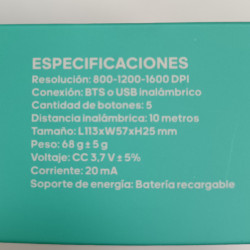 ESPECIFICACIONES
Resolución: 800-1200-1600 DPI
Conexión: BTS o USB inalámbrico
Cantidad de botones: 5
Distancia inalámbrica: 10 metros
Tamaño: L113xW57xH25 mm
Peso: 68 g ± 5 g
Voltaje: CC 3,7 V ± 5%
Corriente: 20 mA
Soporte de energía: Batería recargable